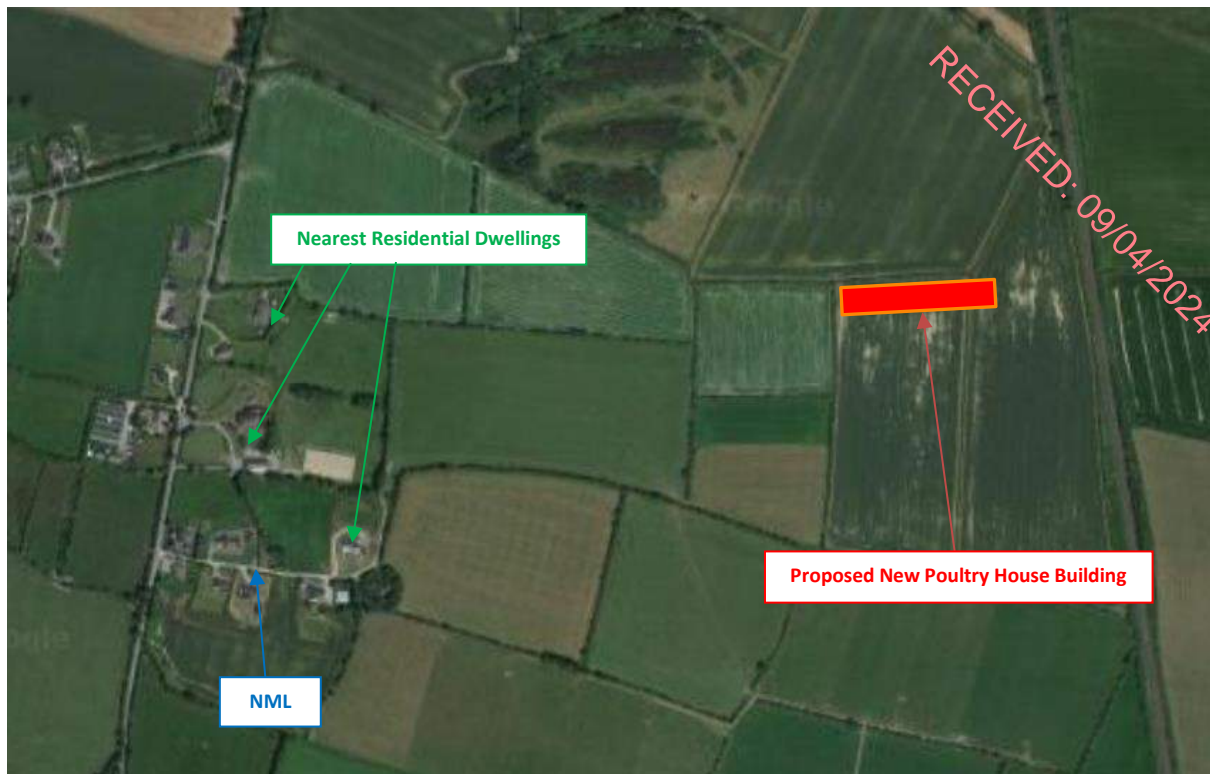 RECEIVED: 09/04/2024
Nearest Residential Dwellings
Proposed New Poultry House Building
NML